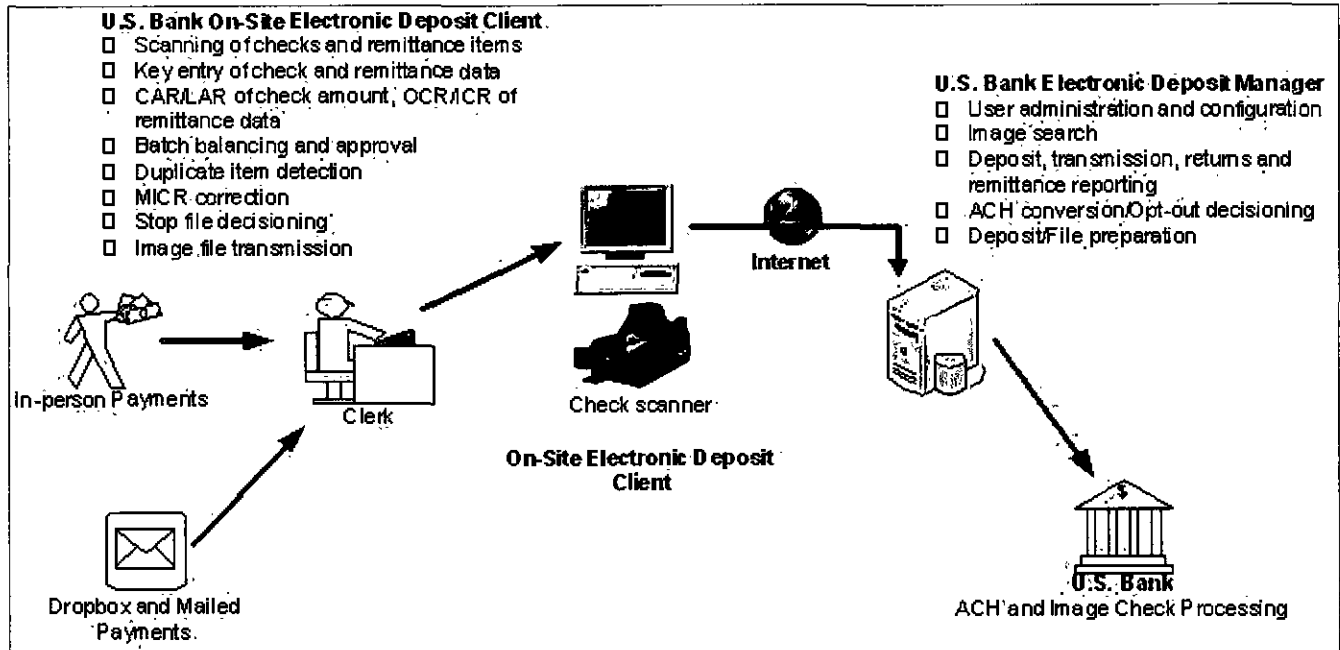 U.S. Bank On-Site Electronic Deposit Client
Scanning of checks and remittance items
Key entry of check and remittance data
CAR/LAR of check amount, OCR/ICR of
remittance data
Batch balancing and approval
Duplicate item detection
MICR correction
Stop file decisioning
Image file transmission
U.S. Bank Electronic Deposit Manager
User administration and configuration
Image search
Deposit, transmission, returns and
remittance reporting
ACH conversion/Opt-out decisioning
Deposit/File preparation
Internet
In-person Payments
Clerk
Check scanner
On-Site Electronic Deposit
Client
Dropbox and Mailed
Payments.
$
U.S. Bank
ACH and Image Check Processing